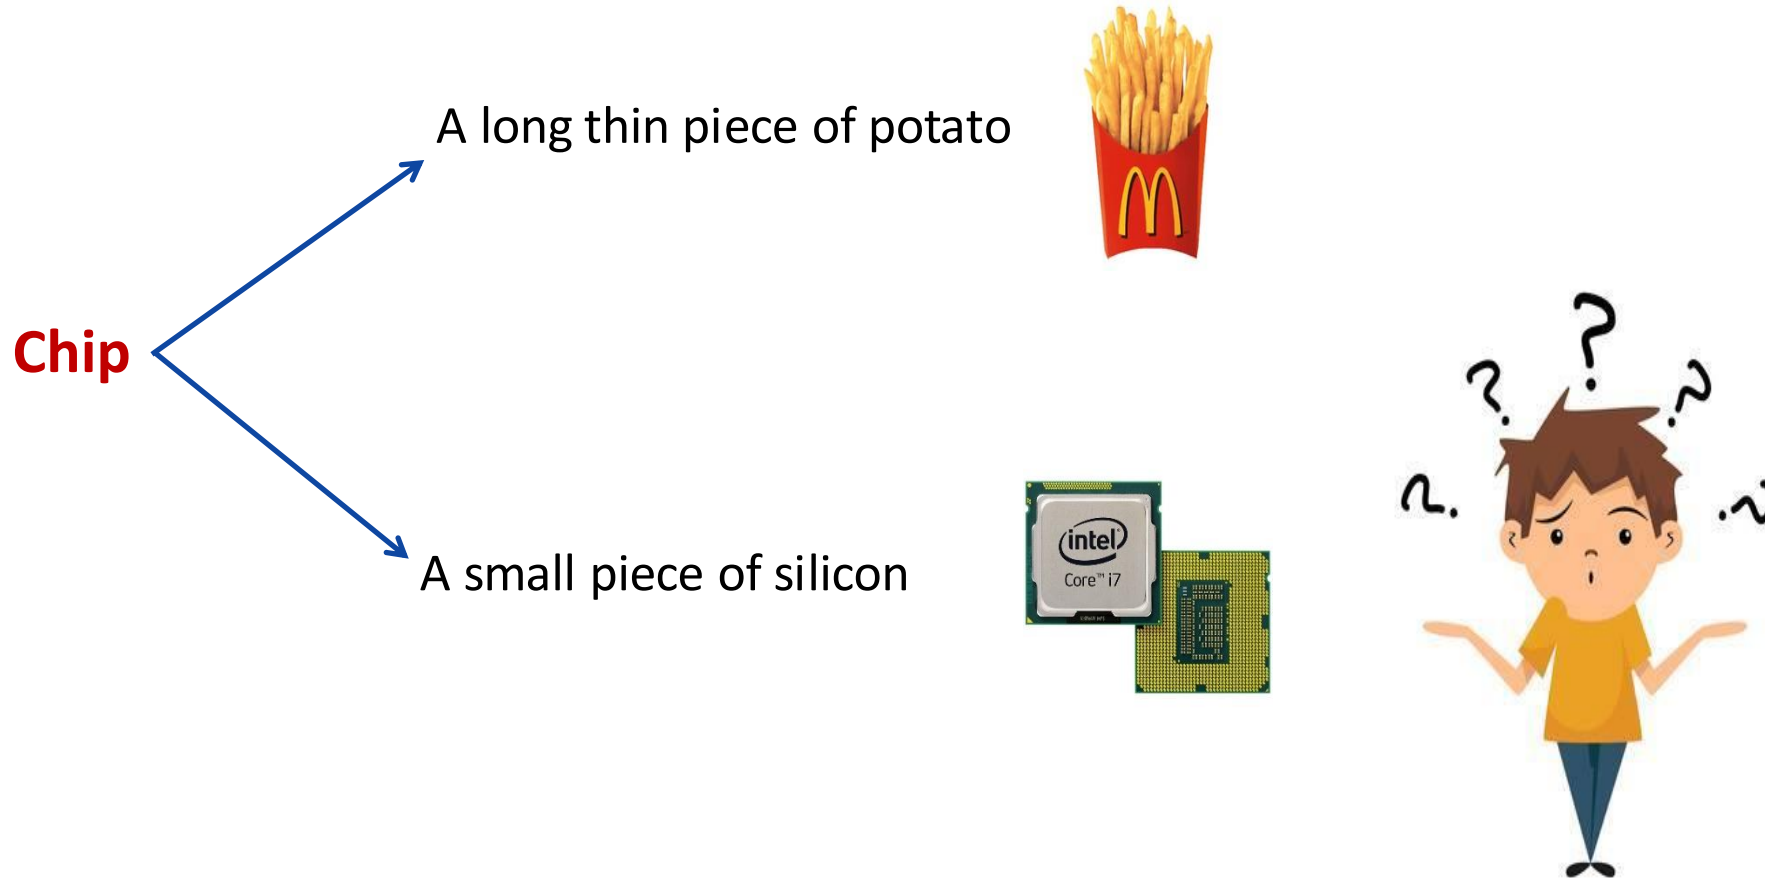 A long thin piece of potato
M
Chip
? ? ? ? ?
intel
Core™ i7
A small piece of silicon